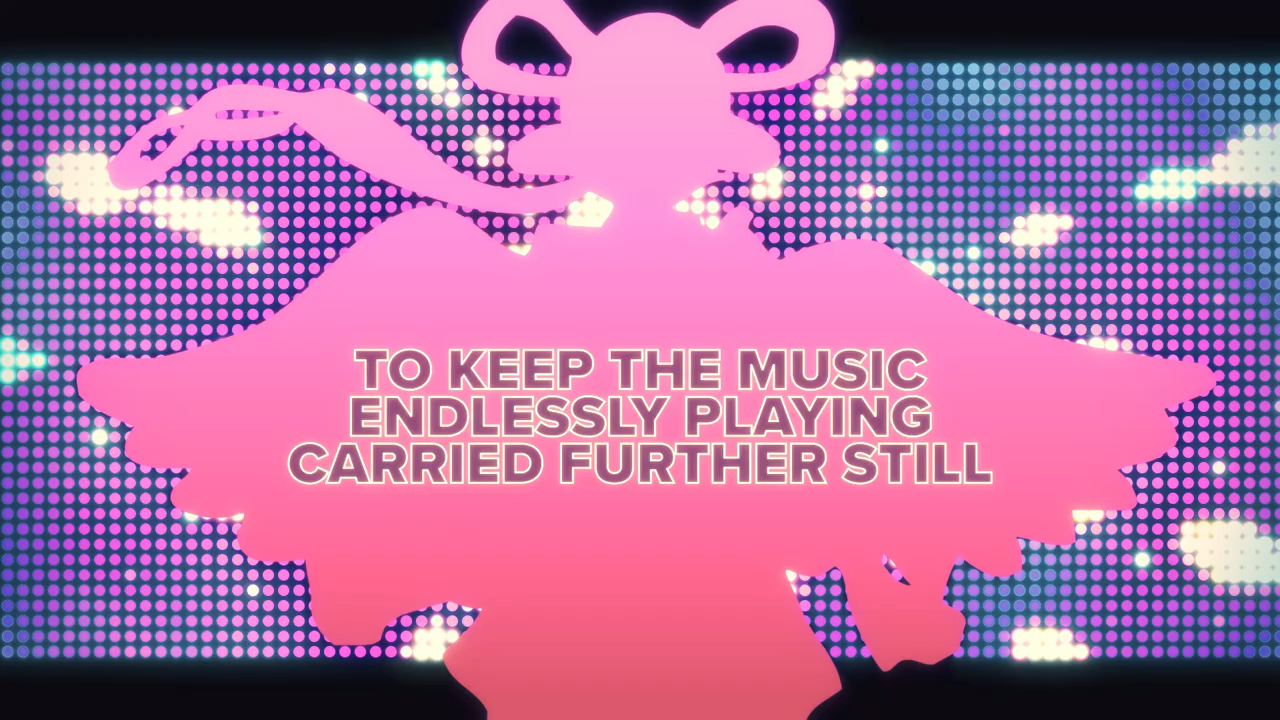 TO KEEP THE MUSIC
ENDLESSLY PLAYING
CARRIED FURTHER STILL